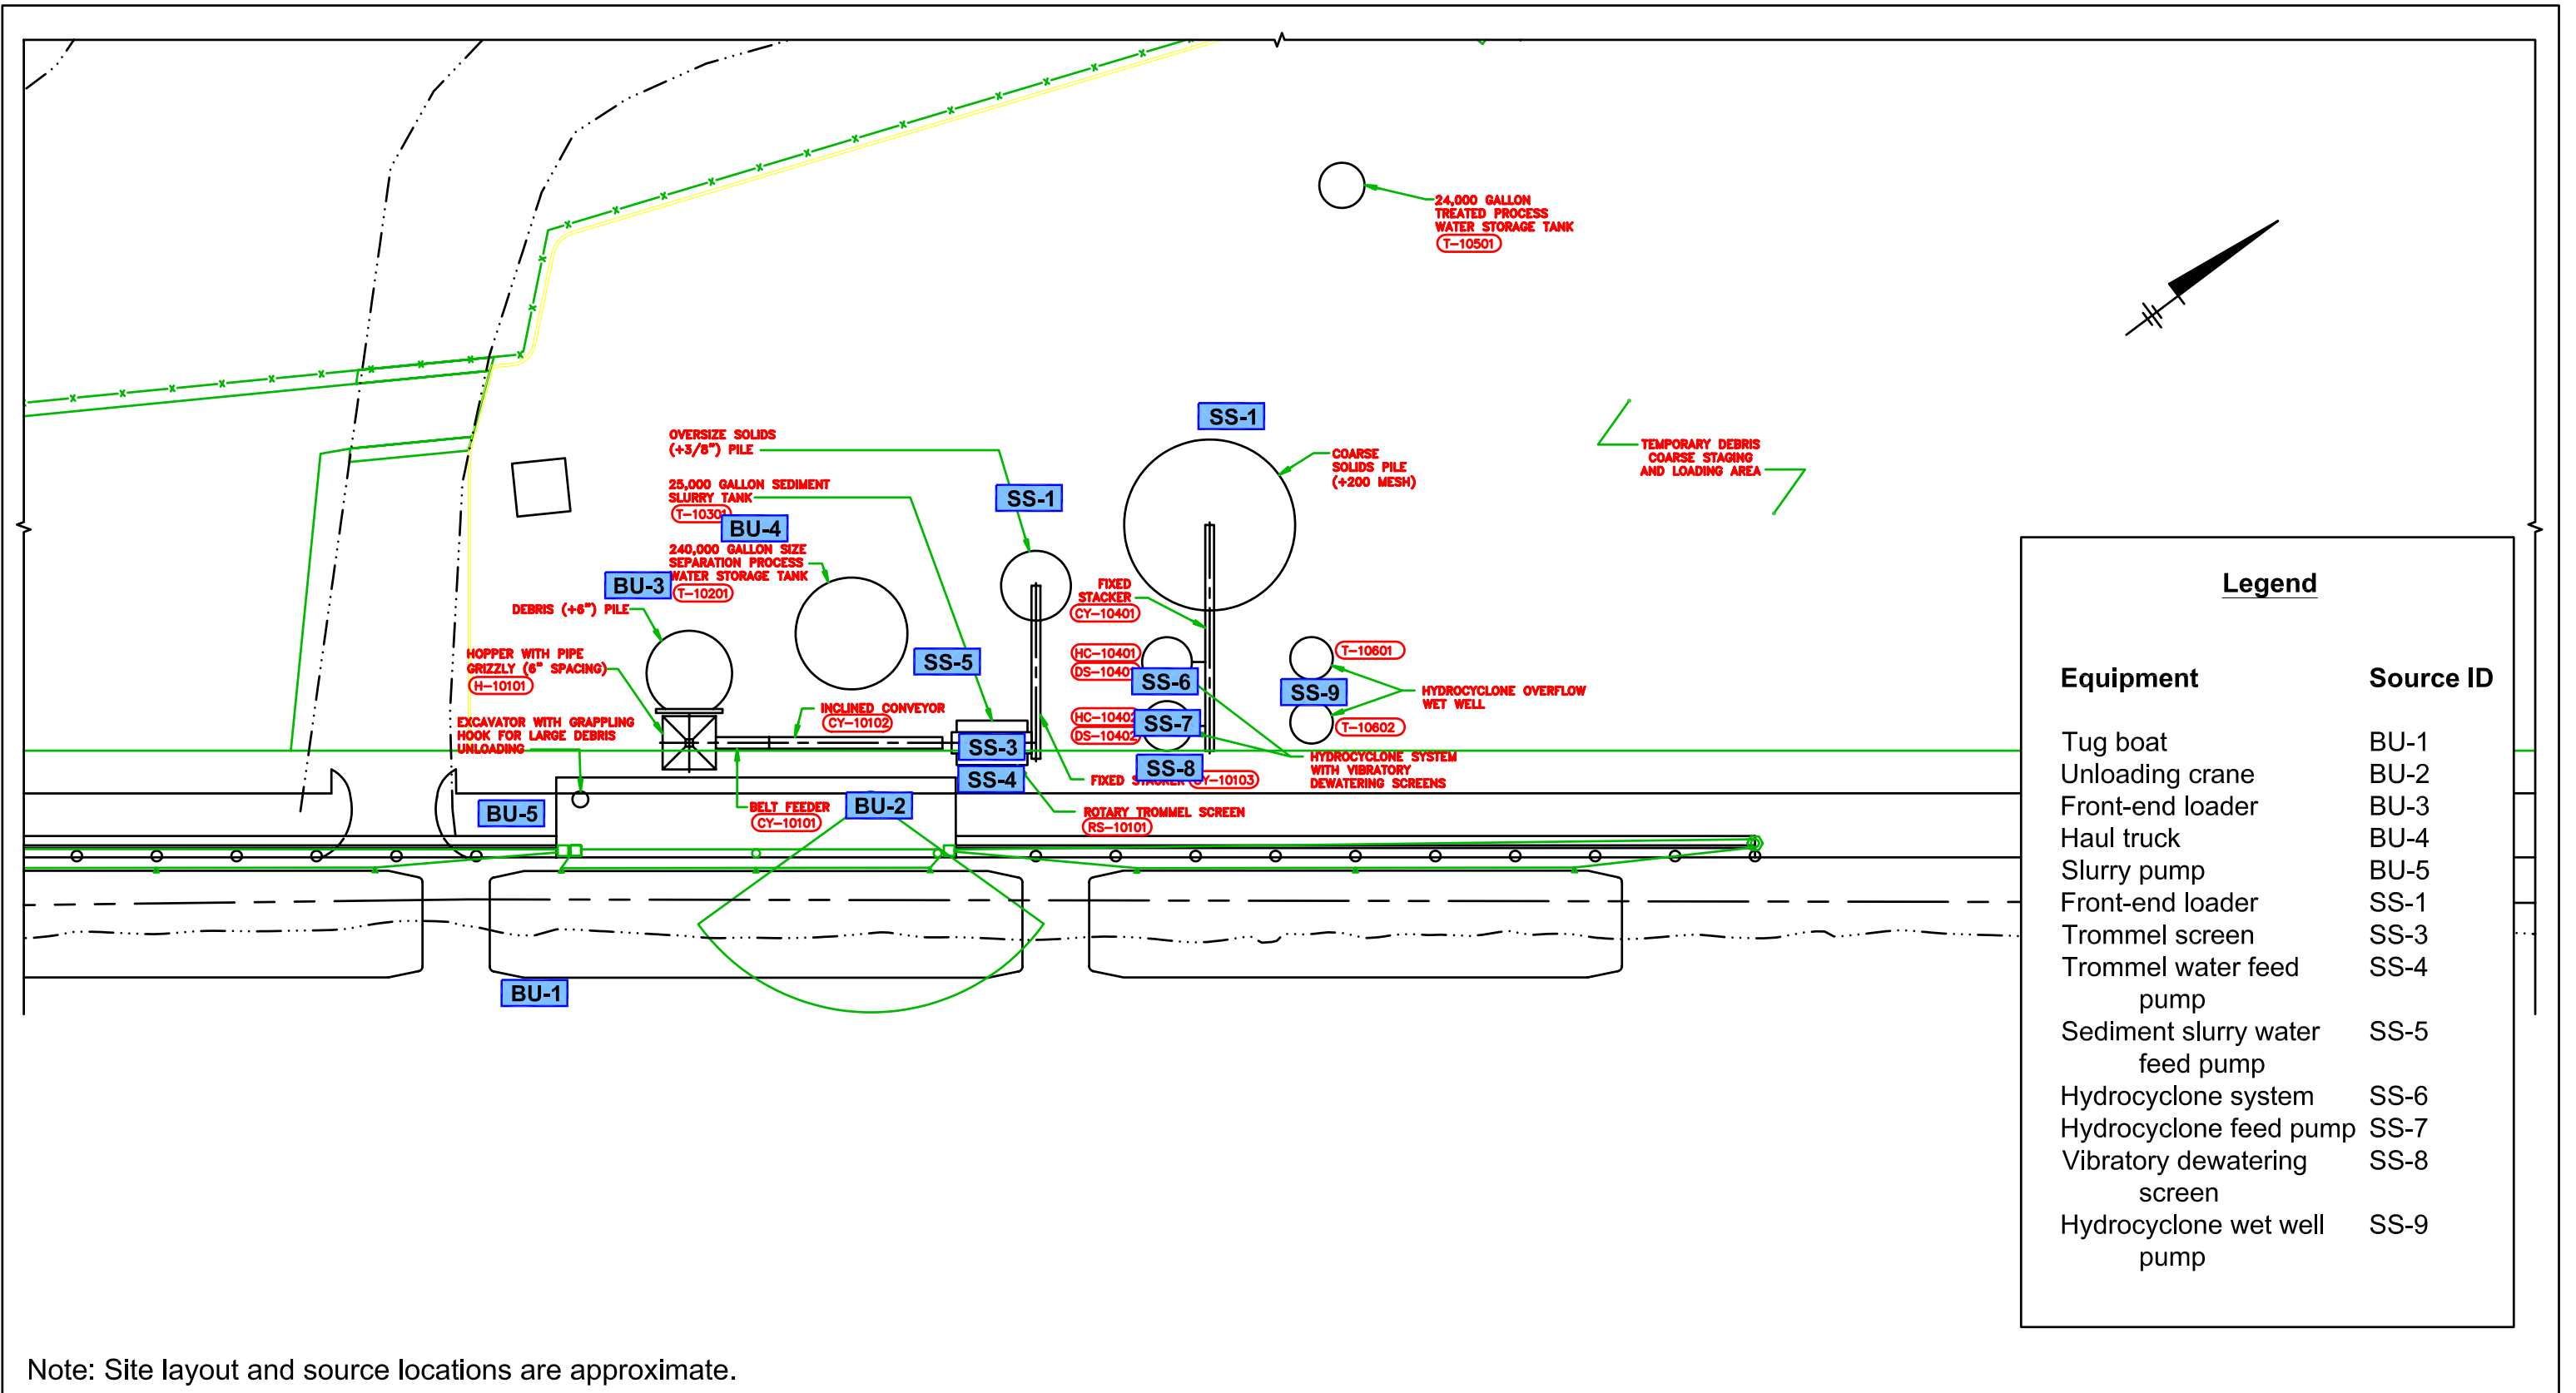 24,000 GALLON
TREATED PROCESS
WATER STORAGE TANK
T-10501
SS-1
OVERSIZE SOLIDS
(+3/8") PILE
COARSE
SOLIDS PILE
(+200 MESH)
TEMPORARY DEBRIS
COARSE STAGING
AND LOADING AREA
25,000 GALLON SEDIMENT
SLURRY TANK
T-10301
SS-1
BU-4
240,000 GALLON SIZE
SEPARATION PROCESS
WATER STORAGE TANK
T-10201
BU-3
DEBRIS (+6") PILE
FIXED
STACKER
CY-10401
HOPPER WITH PIPE
GRIZZLY (6" SPACING)
H-10101
SS-5
HC-10401
DS-10401
SS-6
T-10601
SS-9
HYDROCYCLONE OVERFLOW
WET WELL
T-10602
EXCAVATOR WITH GRAPPLING
HOOK FOR LARGE DEBRIS
UNLOADING
INCLINED CONVEYOR
CY-10102
HC-10402
DS-10402
SS-7
SS-3
SS-4
SS-8
FIXED STACKER CY-10103
HYDROCYCLONE SYSTEM
WITH VIBRATORY
DEWATERING SCREENS
BU-5
BELT FEEDER
CY-10101
BU-2
ROTARY TROMMEL SCREEN
RS-10101
BU-1
Legend
Equipment Source ID
Tug boat BU-1
Unloading crane BU-2
Front-end loader BU-3
Haul truck BU-4
Slurry pump BU-5
Front-end loader SS-1
Trommel screen SS-3
Trommel water feed SS-4
pump
Sediment slurry water SS-5
feed pump
Hydrocyclone system SS-6
Hydrocyclone feed pump SS-7
Vibratory dewatering SS-8
screen
Hydrocyclone wet well SS-9
pump
Note: Site layout and source locations are approximate.